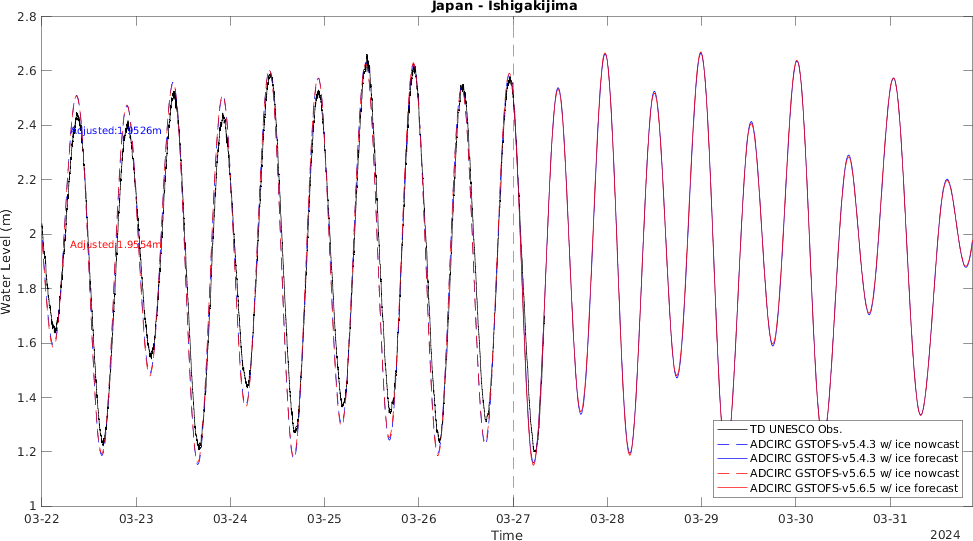 Japan - Ishigakijima
2.8
2.6
2.4
2.2
2
1.8
1.6
1.4
1.2
1
Water Level (m)
Adjusted:1.9526m
Adjusted:1.9554m
TD UNESCO Obs.
ADCIRC GSTOFS-v5.4.3 w/ ice nowcast
ADCIRC GSTOFS-v5.4.3 w/ ice forecast
ADCIRC GSTOFS-v5.6.5 w/ ice nowcast
ADCIRC GSTOFS-v5.6.5 w/ ice forecast
03-22 03-23 03-24 03-25 03-26 03-27 03-28 03-29 03-30 03-31
Time
2024